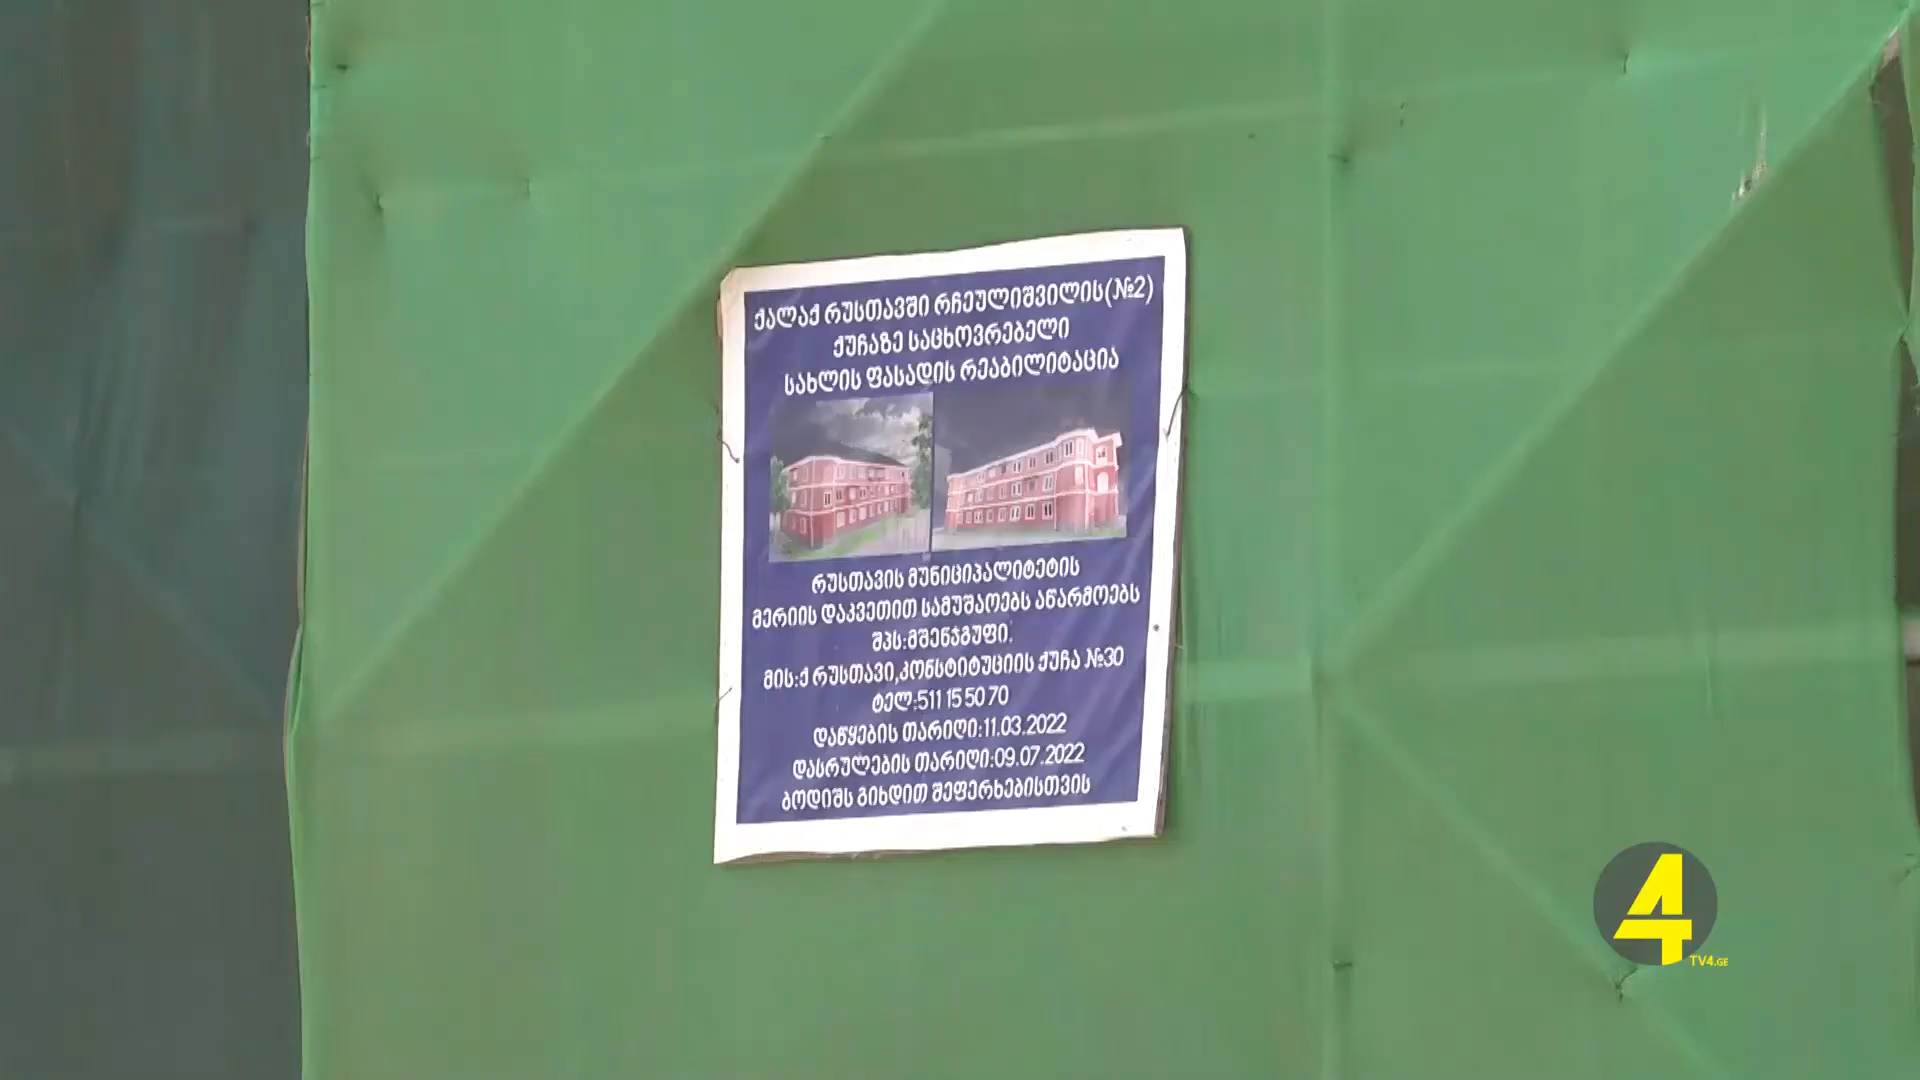 ქალაქ რუსთავში რჩეულიშვილის(№2)
ქუჩაზე საცხოვრებელი
სახლის ფასადის რეაბილიტაცია
რუსთავის მუნიციპალიტეტის
მერიის დაკვეთით სამუშაოებს აწარმოებს
შპს:მშენჯგუფი.
მის:ქ რუსთავი,კონსტიტუციის ქუჩა №30
ტელ:511 15 50 70
დაწყების თარიღი:11.03.2022
დასრულების თარიღი:09.07.2022
ბოდიშს გიხდით შეფერხებისთვის
4
TV4.GE